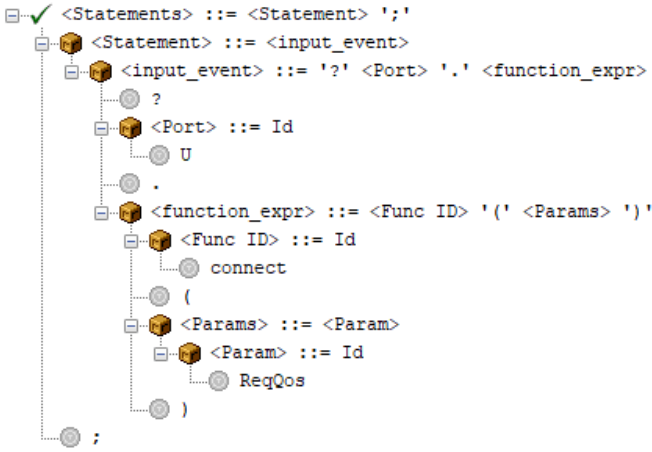 <Statements> ::= <Statement> ';'
<Statement> ::= <input_event>
<input_event> ::= '?' <Port> '.' <function_expr>
?
<Port> ::= Id
U
.
<function_expr> ::= <Func ID> '(' <Params> ')'
<Func ID> ::= Id
connect
(
<Params> ::= <Param>
<Param> ::= Id
ReqQos
)
;